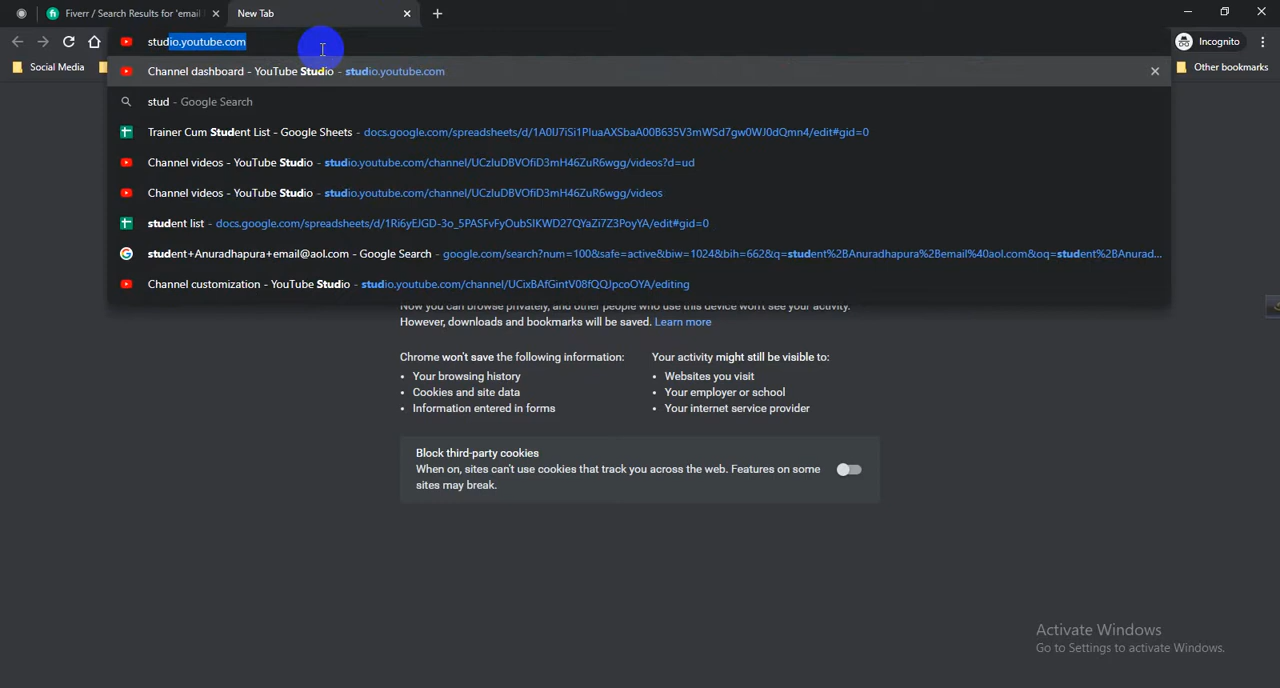 Fiverr / Search Results for 'email
New Tab
studio.youtube.com
Incognito
Social Media
Other bookmarks
Channel dashboard - YouTube Studio - studio.youtube.com
stud - Google Search
Trainer Cum Student List - Google Sheets - docs.google.com/spreadsheets/d/1A0U7iSi1PluaAXSbaA00B635V3mWSd7gw0WJ0dQmn4/edit#gid=0
Channel videos - YouTube Studio - studio.youtube.com/channel/UCzluDBVOfiD3mH46ZuR6wgg/videos?d=ud
Channel videos - YouTube Studio - studio.youtube.com/channel/UCzluDBVOfiD3mH46ZuR6wgg/videos
student list - docs.google.com/spreadsheets/d/1Ri6yEJGD-3o_5PASFvFyOubSIKWD27QYaZi7Z3PoyYA/edit#gid=0
student+Anuradhapura+email@aol.com - Google Search - google.com/search?num=100&safe=active&biw=1024&bih=662&q=student%2BAnuradhapura%2Bemail%40aol.com&oq=student%2BAnurad...
Channel customization - YouTube Studio - studio.youtube.com/channel/UCixBAfGintV08fQQJpcoOYA/editing
Now you can browse privately, and other people who use this device won't see your activity.
However, downloads and bookmarks will be saved. Learn more
Chrome won't save the following information:
• Your browsing history
• Cookies and site data
• Information entered in forms
Your activity might still be visible to:
• Websites you visit
• Your employer or school
• Your internet service provider
Block third-party cookies
When on, sites can't use cookies that track you across the web. Features on some
sites may break.
Activate Windows
Go to Settings to activate Windows.